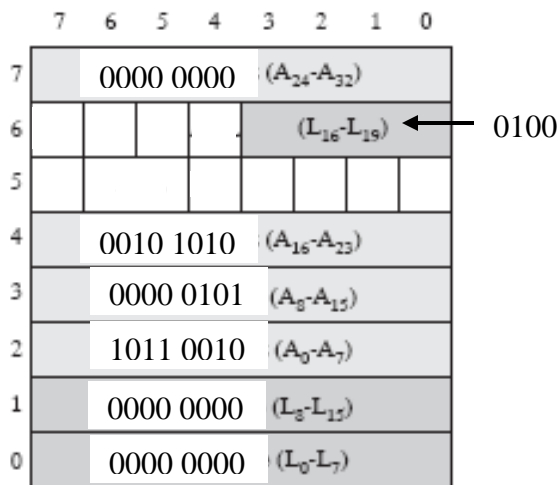 7 6 5 4 3 2 1 0
7 0000 0000 (A24-A32)
6 (L16-L19) 0100
5
4 0010 1010 (A16-A23)
3 0000 0101 (A8-A15)
2 1011 0010 (A0-A7)
1 0000 0000 (L8-L15)
0 0000 0000 (L0-L7)